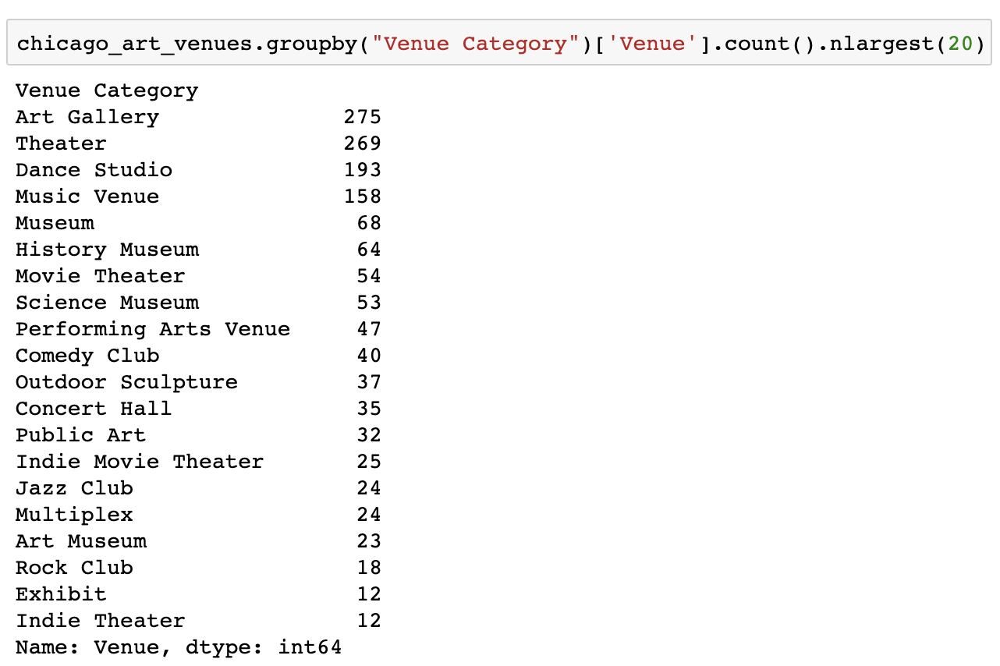 chicago_art_venues.groupby("Venue Category")['Venue'].count().nlargest(20)
Venue Category
Art Gallery 275
Theater 269
Dance Studio 193
Music Venue 158
Museum 68
History Museum 64
Movie Theater 54
Science Museum 53
Performing Arts Venue 47
Comedy Club 40
Outdoor Sculpture 37
Concert Hall 35
Public Art 32
Indie Movie Theater 25
Jazz Club 24
Multiplex 24
Art Museum 23
Rock Club 18
Exhibit 12
Indie Theater 12
Name: Venue, dtype: int64